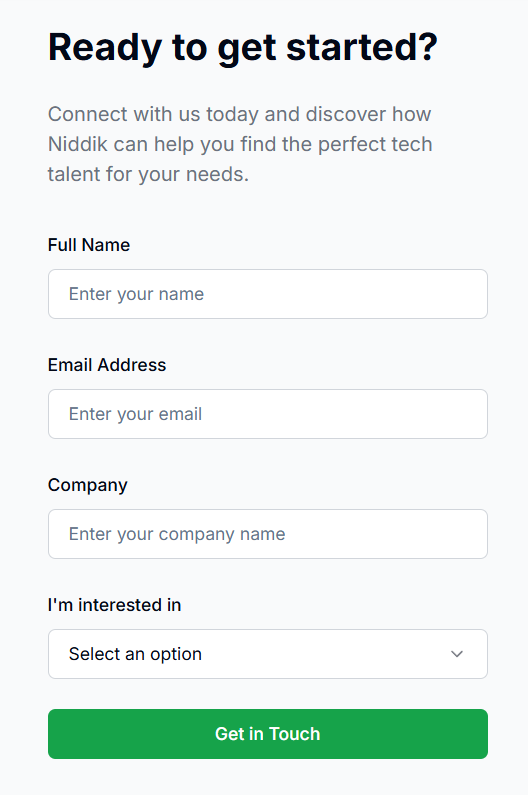 Ready to get started?
Connect with us today and discover how
Niddik can help you find the perfect tech
talent for your needs.
Full Name
Enter your name
Email Address
Enter your email
Company
Enter your company name
I'm interested in
Select an option
Get in Touch